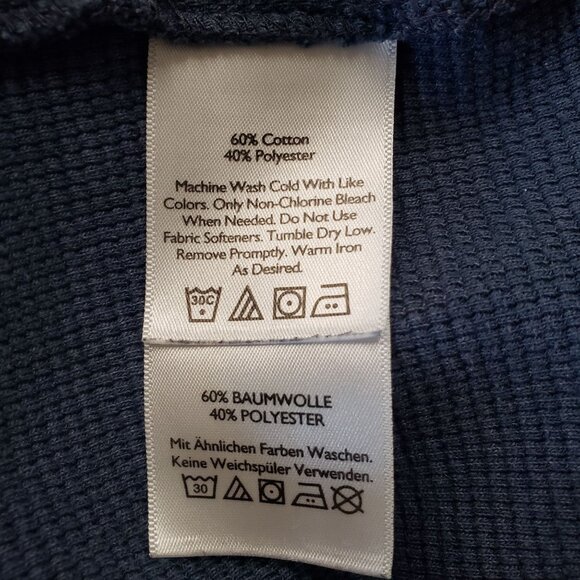 60% Cotton
40% Polyester
Machine Wash Cold With Like
Colors. Only Non-Chlorine Bleach
When Needed. Do Not Use
Fabric Softeners. Tumble Dry Low.
Remove Promptly. Warm Iron
As Desired.
30C
60% BAUMWOLLE
40% POLYESTER
Mit Ähnlichen Farben Waschen.
Keine Weichspüler Verwenden.
30